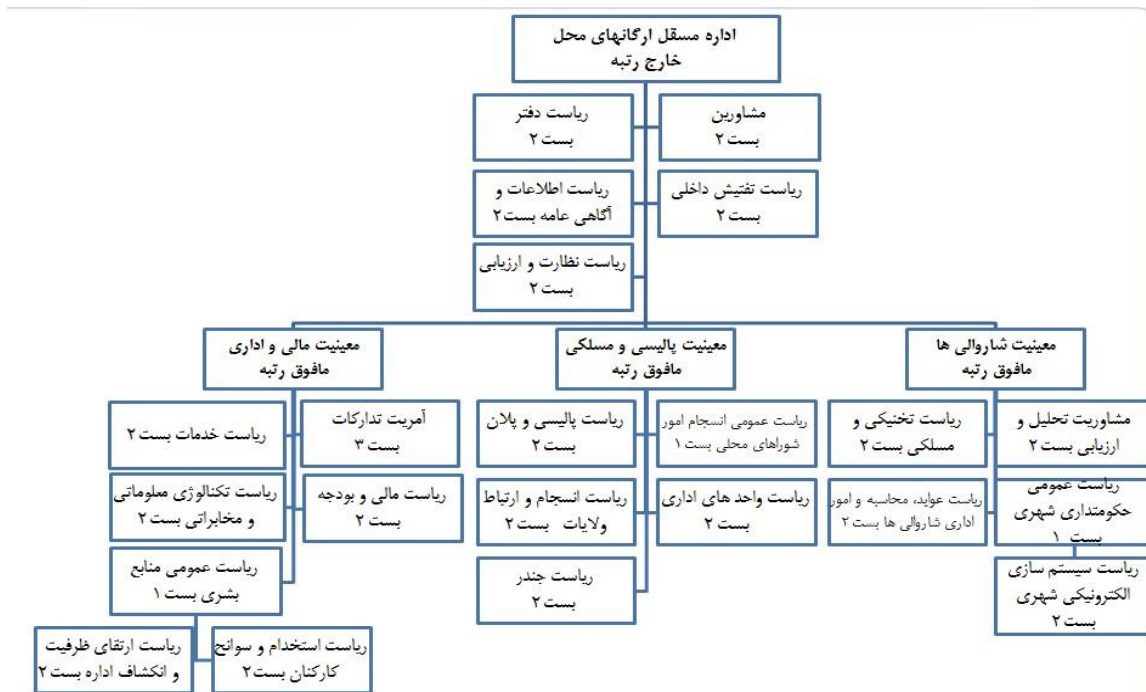 اداره مسقل ارگانهای محل
خارج رتبه
مشاورین
بست ۲
ریاست دفتر
بست ۲
ریاست تفتیش داخلی
بست ۲
ریاست اطلاعات و
آگاهی عامه بست ۲
ریاست نظارت و ارزیابی
بست ۲
معینیت شاروالی ها
مافوق رتبه
معینیت پالیسی و مسلکی
مافوق رتبه
معینیت مالی و اداری
مافوق رتبه
مشاوریت تحلیل و
ارزیابی بست ۲
ریاست تخنیکی و
مسلکی بست ۲
ریاست عمومی
حکومتداری شهری
بست ۱
ریاست عواید، محاسبه و امور
اداری شاروالی ها بست ۲
ریاست سیستم سازی
الکترونیکی شهری
بست ۲
ریاست عمومی انسجام امور
شوراهای محلی بست ۱
ریاست پالیسی و پلان
بست ۲
ریاست واحد های اداری
بست ۲
ریاست انسجام و ارتباط
ولایات بست ۲
ریاست جندر
بست ۲
آمریت تدارکات
بست ۳
ریاست خدمات بست ۲
ریاست مالی و بودجه
بست ۲
ریاست تکنالوژی معلوماتی
و مخابراتی بست ۲
ریاست عمومی منابع
بشری بست ۱
ریاست استخدام و سوانح
کارکنان بست ۲
ریاست ارتقای ظرفیت
و انکشاف اداره بست ۲